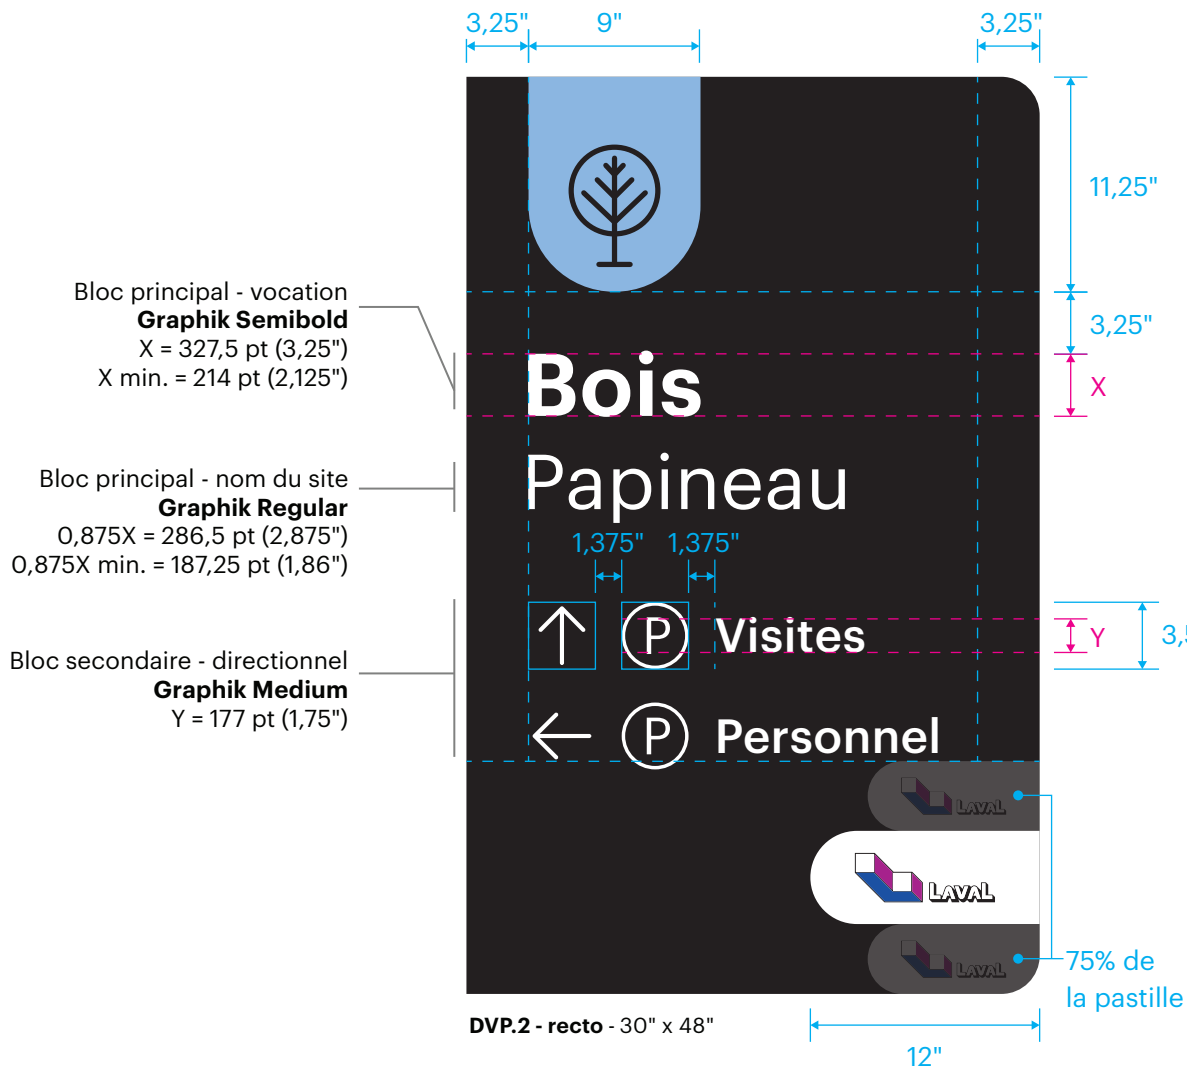 3,25" 9" 3,25"
11,25"
3,25"
X
Bloc principal - vocation
Graphik Semibold
X = 327,5 pt (3,25")
X min. = 214 pt (2,125")
Bois
Bloc principal - nom du site
Graphik Regular
0,875X = 286,5 pt (2,875")
0,875X min. = 187,25 pt (1,86")
Papineau
1,375" 1,375"
P Visites
Y
Bloc secondaire - directionnel
Graphik Medium
Y = 177 pt (1,75")
P Personnel
LAVAL
LAVAL
LAVAL
75% de
la pastille
DVP.2 - recto - 30" x 48"
12"